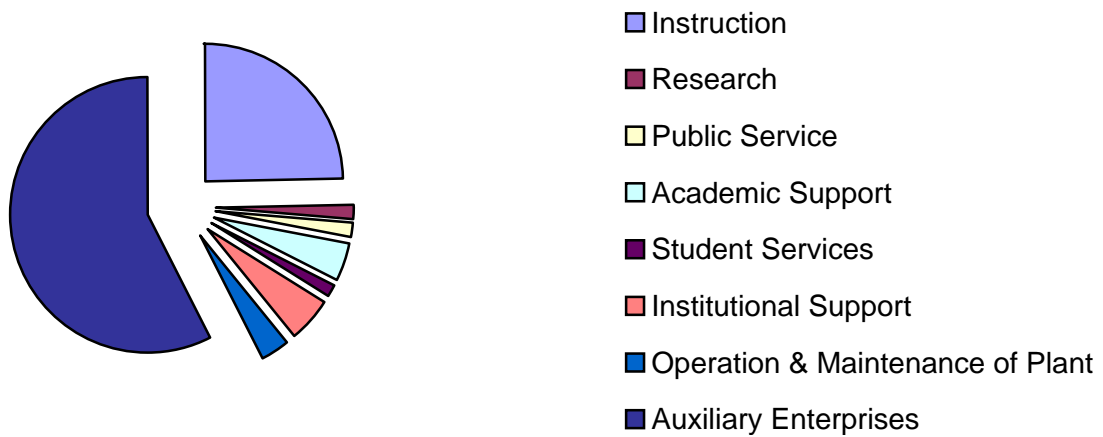 Instruction
Research
Public Service
Academic Support
Student Services
Institutional Support
Operation & Maintenance of Plant
Auxiliary Enterprises